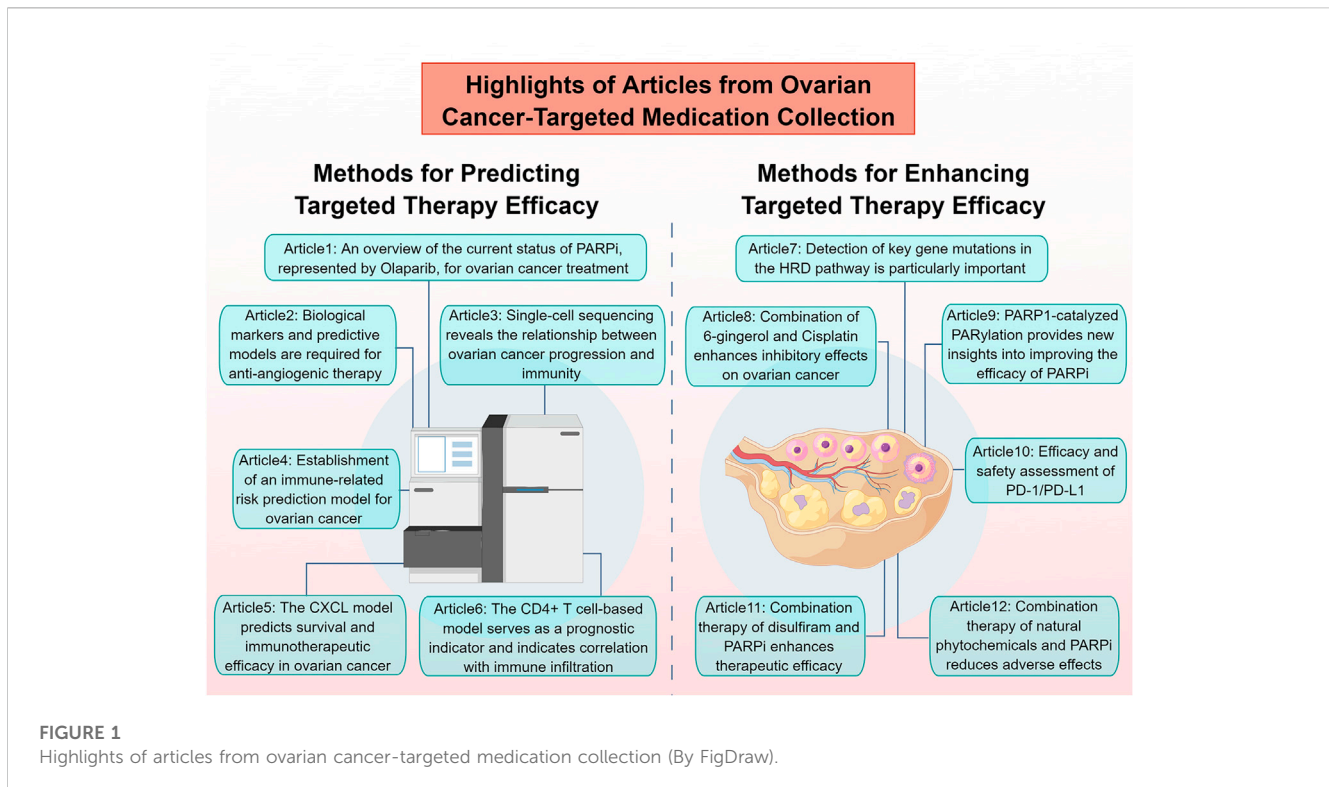 Highlights of Articles from Ovarian
Cancer-Targeted Medication Collection
Methods for Predicting
Targeted Therapy Efficacy
Article1: An overview of the current status of PARPi,
represented by Olaparib, for ovarian cancer treatment
Article2: Biological
markers and predictive
models are required for
anti-angiogenic therapy
Article3: Single-cell sequencing
reveals the relationship between
ovarian cancer progression and
immunity
Article4: Establishment
of an immune-related
risk prediction model for
ovarian cancer
Article5: The CXCL model
predicts survival and
immunotherapeutic
efficacy in ovarian cancer
Article6: The CD4+ T cell-based
model serves as a prognostic
indicator and indicates correlation
with immune infiltration
Methods for Enhancing
Targeted Therapy Efficacy
Article7: Detection of key gene mutations in
the HRD pathway is particularly important
Article8: Combination of
6-gingerol and Cisplatin
enhances inhibitory effects
on ovarian cancer
Article9: PARP1-catalyzed
PARylation provides new
insights into improving the
efficacy of PARPi
Article10: Efficacy and
safety assessment of
PD-1/PD-L1
Article11: Combination
therapy of disulfiram and
PARPi enhances
therapeutic efficacy
Article12: Combination
therapy of natural
phytochemicals and PARPi
reduces adverse effects
FIGURE 1
Highlights of articles from ovarian cancer-targeted medication collection (By FigDraw).